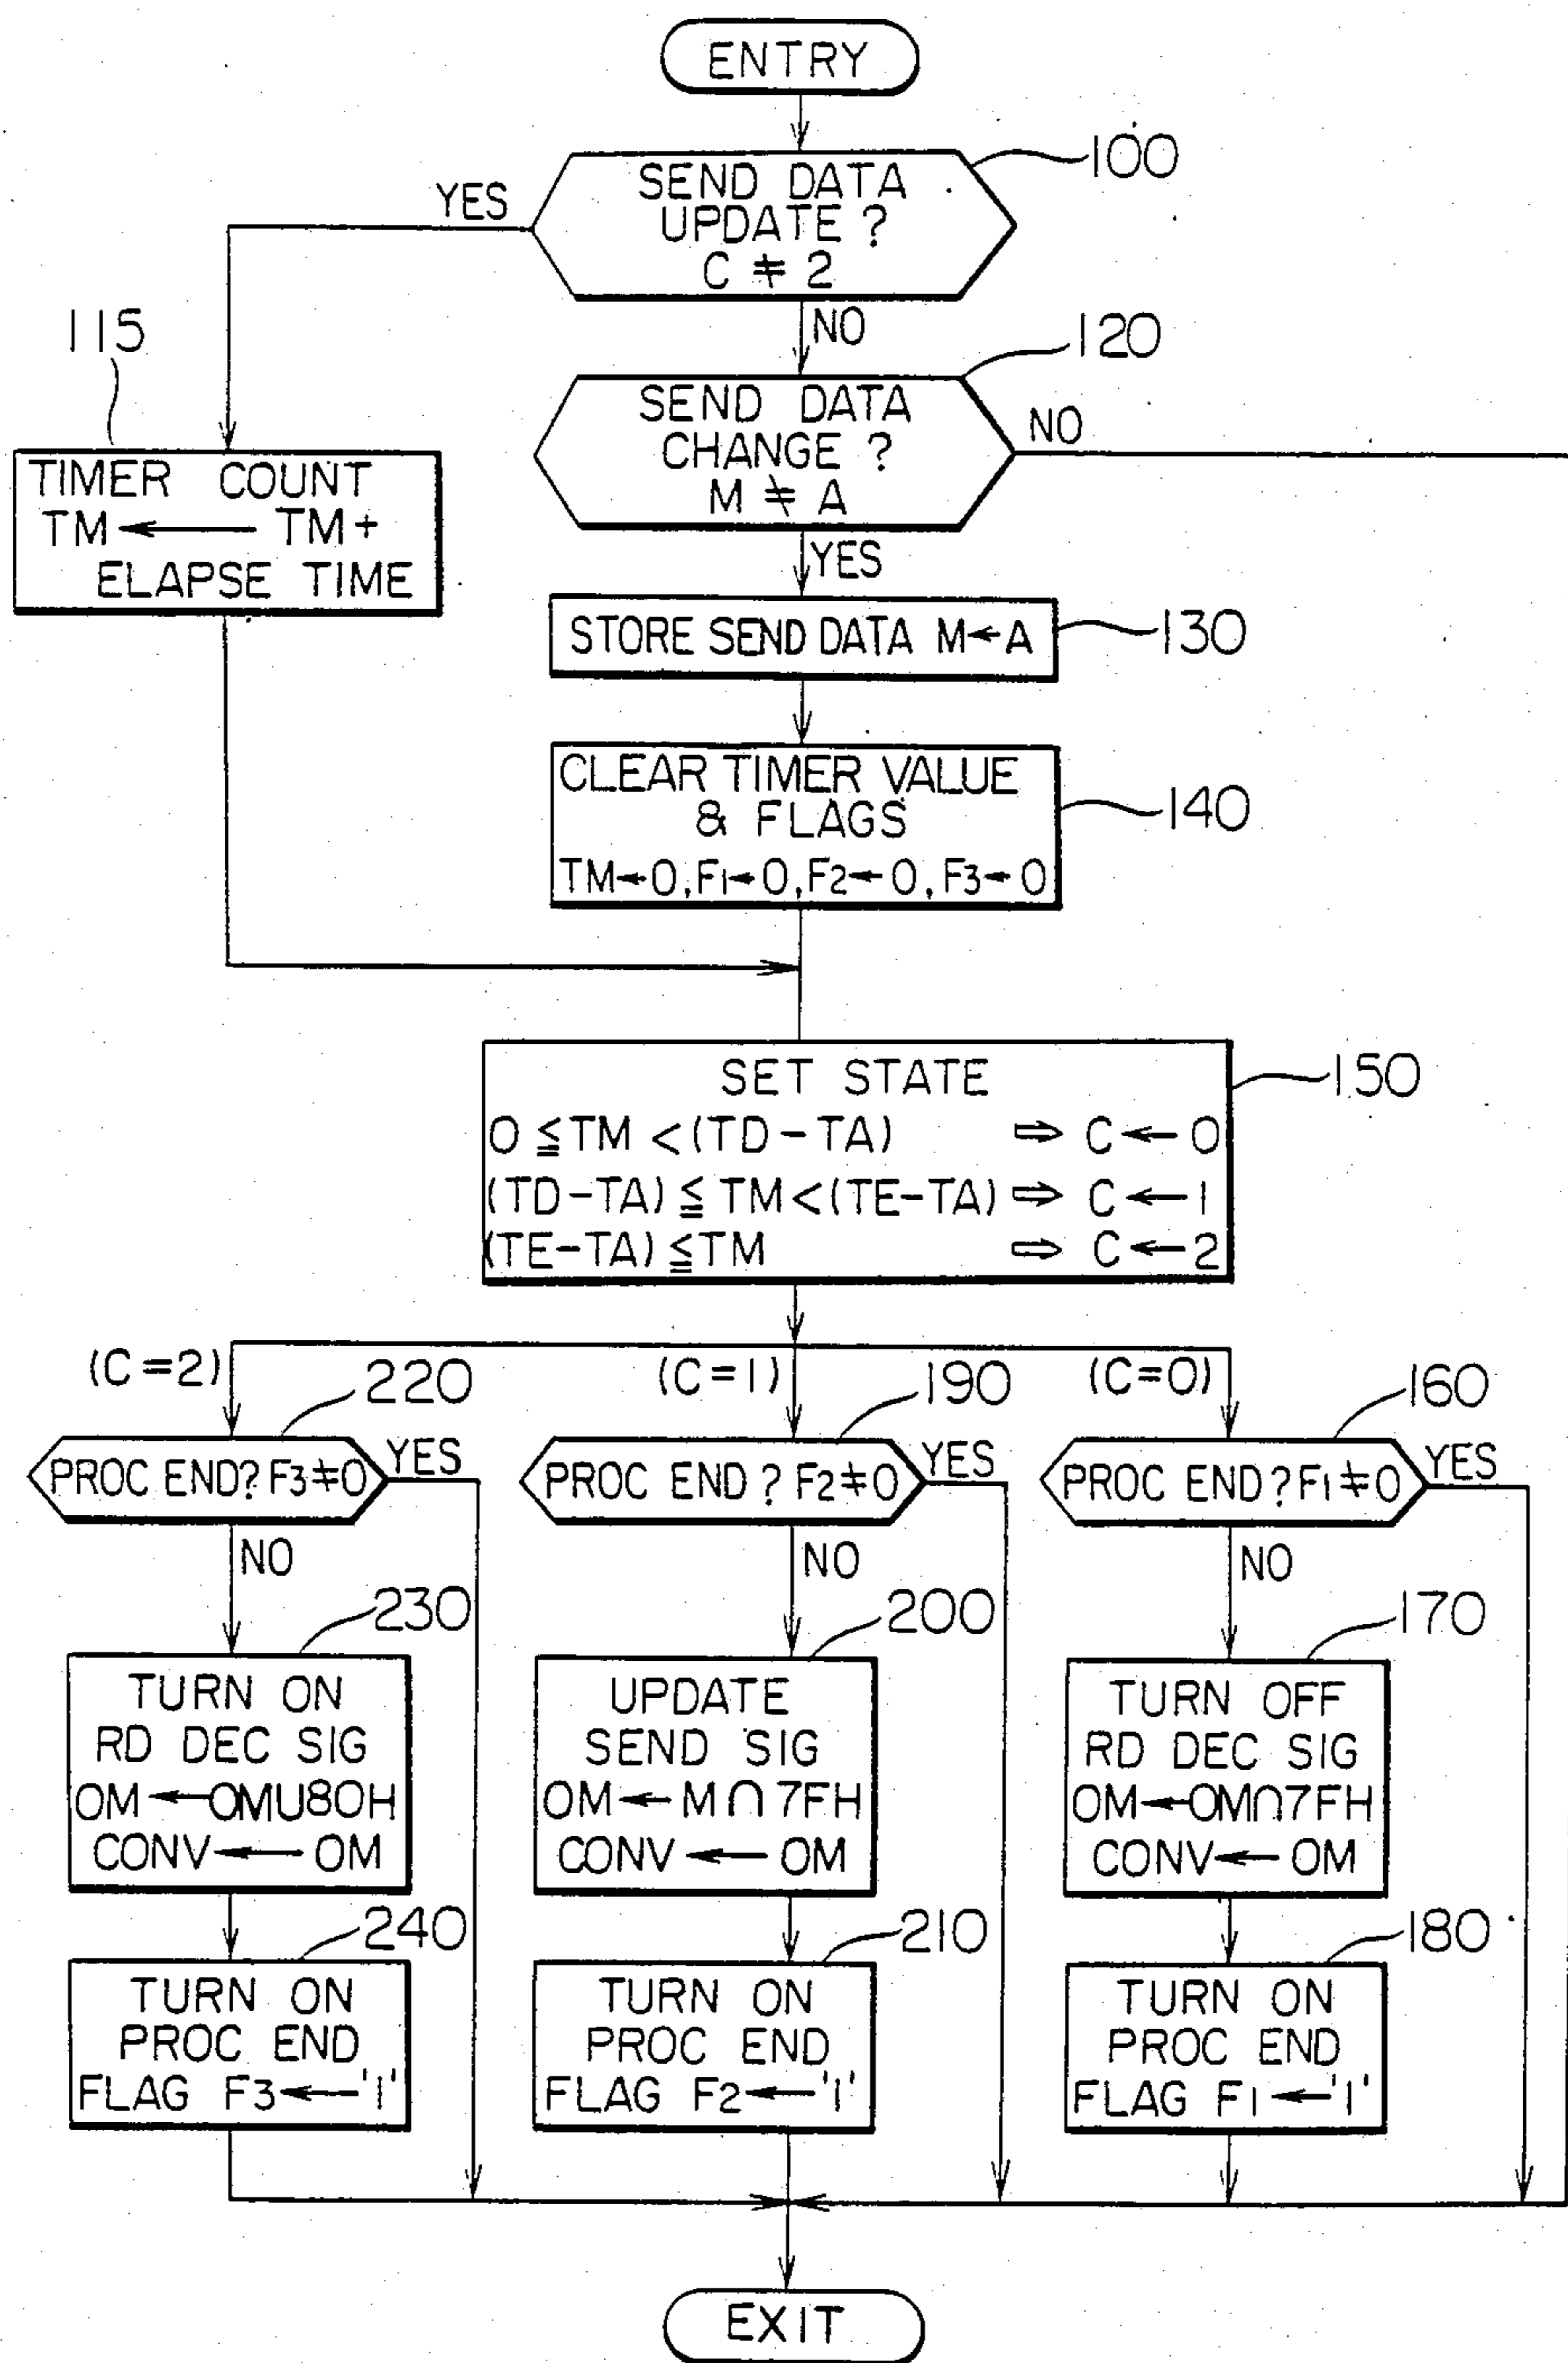 ENTRY
100
SEND DATA
UPDATE ?
C ≠ 2
YES
NO
115
120
SEND DATA
CHANGE ?
M ≠ A
NO
YES
TIMER COUNT
TM ← TM +
ELAPSE TIME
STORE SEND DATA M←A
130
CLEAR TIMER VALUE
& FLAGS
TM←0, F1←0, F2←0, F3←0
140
SET STATE
0 ≦ TM < (TD-TA) ⇒ C ← 0
(TD-TA) ≦ TM < (TE-TA) ⇒ C ← 1
(TE-TA) ≦ TM ⇒ C ← 2
150
(C=2)
220
(C=1)
190
(C=0)
160
PROC END? F3≠0
YES
PROC END? F2≠0
YES
PROC END? F1≠0
YES
NO
NO
NO
230
200
170
TURN ON
RD DEC SIG
OM←OM∪80H
CONV ← OM
UPDATE
SEND SIG
OM←M∩7FH
CONV ← OM
TURN OFF
RD DEC SIG
OM←OM∩7FH
CONV ← OM
240
210
180
TURN ON
PROC END
FLAG F3←'1'
TURN ON
PROC END
FLAG F2←'1'
TURN ON
PROC END
FLAG F1←'1'
EXIT